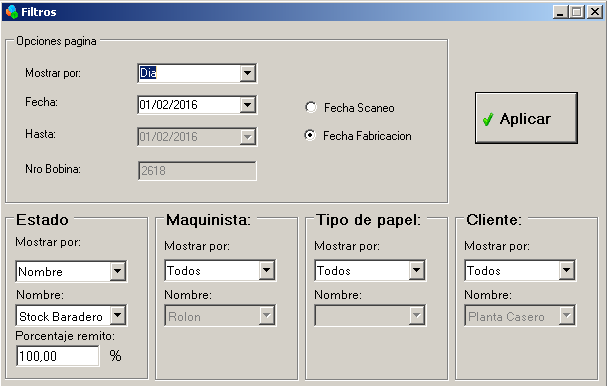 Filtros
Opciones pagina
Mostrar por:
Dia
Fecha:
01/02/2016
Fecha Scaneo
Hasta:
01/02/2016
Fecha Fabricacion
Nro Bobina:
2618
Aplicar
Estado
Mostrar por:
Nombre
Nombre:
Stock Baradero
Porcentaje remito:
100,00 %
Maquinista:
Mostrar por:
Todos
Nombre:
Rolon
Tipo de papel:
Mostrar por:
Todos
Nombre:
Cliente:
Mostrar por:
Todos
Nombre:
Planta Casero